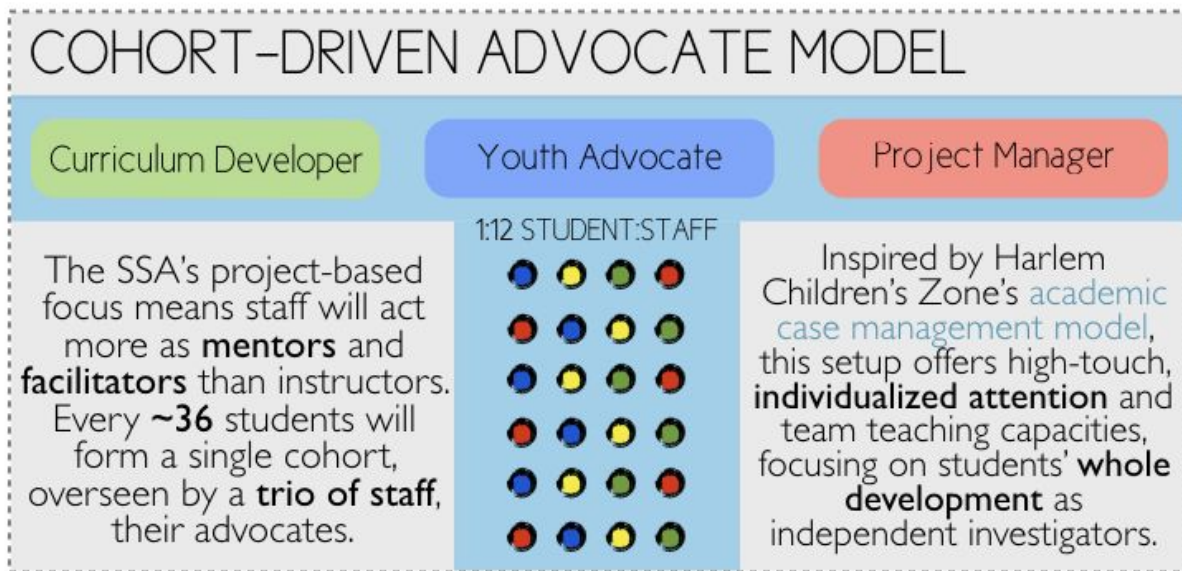 COHORT-DRIVEN ADVOCATE MODEL
Curriculum Developer
Youth Advocate
Project Manager
1:12 STUDENT:STAFF
The SSA's project-based
focus means staff will act
more as mentors and
facilitators than instructors.
Every ~36 students will
form a single cohort,
overseen by a trio of staff,
their advocates.
Inspired by Harlem
Children's Zone's academic
case management model,
this setup offers high-touch,
individualized attention and
team teaching capacities,
focusing on students' whole
development as
independent investigators.